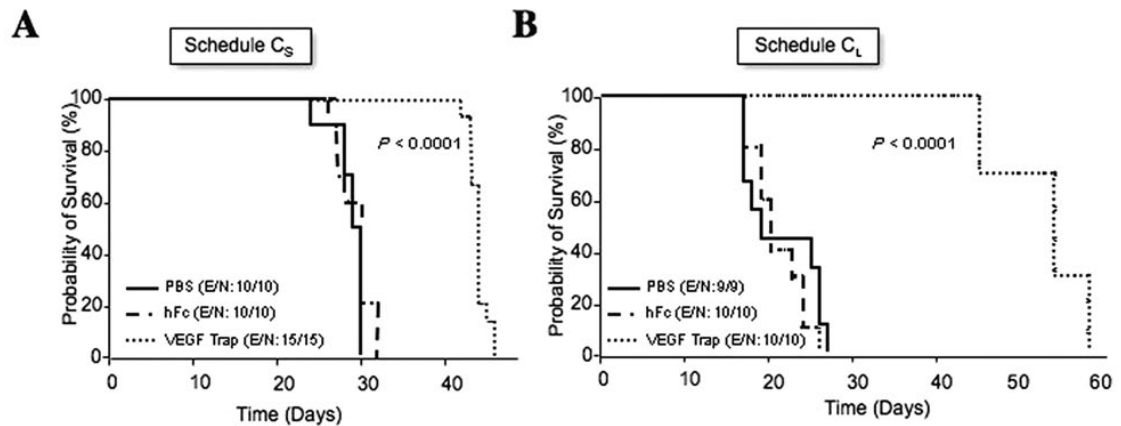 A
Schedule C_S
Probability of Survival (%)
100
80
60
40
20
0
P < 0.0001
PBS (E/N: 10/10)
hFc (E/N: 10/10)
VEGF Trap (E/N: 15/15)
0 10 20 30 40
Time (Days)
B
Schedule C_L
Probability of Survival (%)
100
80
60
40
20
0
P < 0.0001
PBS (E/N:9/9)
hFc (E/N: 10/10)
VEGF Trap (E/N: 10/10)
0 10 20 30 40 50 60
Time (Days)